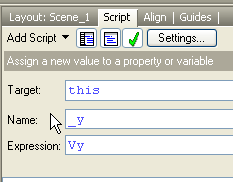 Layout: Scene_1 | Script | Align | Guides |
Add Script Settings...
Assign a new value to a property or variable
Target: this
Name: _y
Expression: Vy